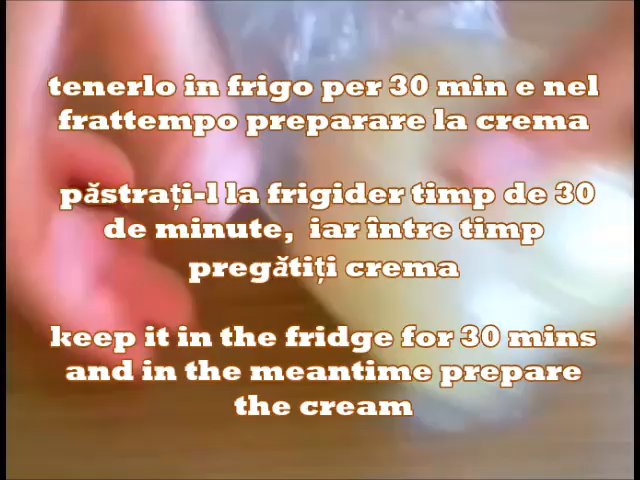 tenerlo in frigo per 30 min e nel
frattempo preparare la crema
păstrați-l la frigider timp de 30
de minute, iar între timp
pregătiți crema
keep it in the fridge for 30 mins
and in the meantime prepare
the cream